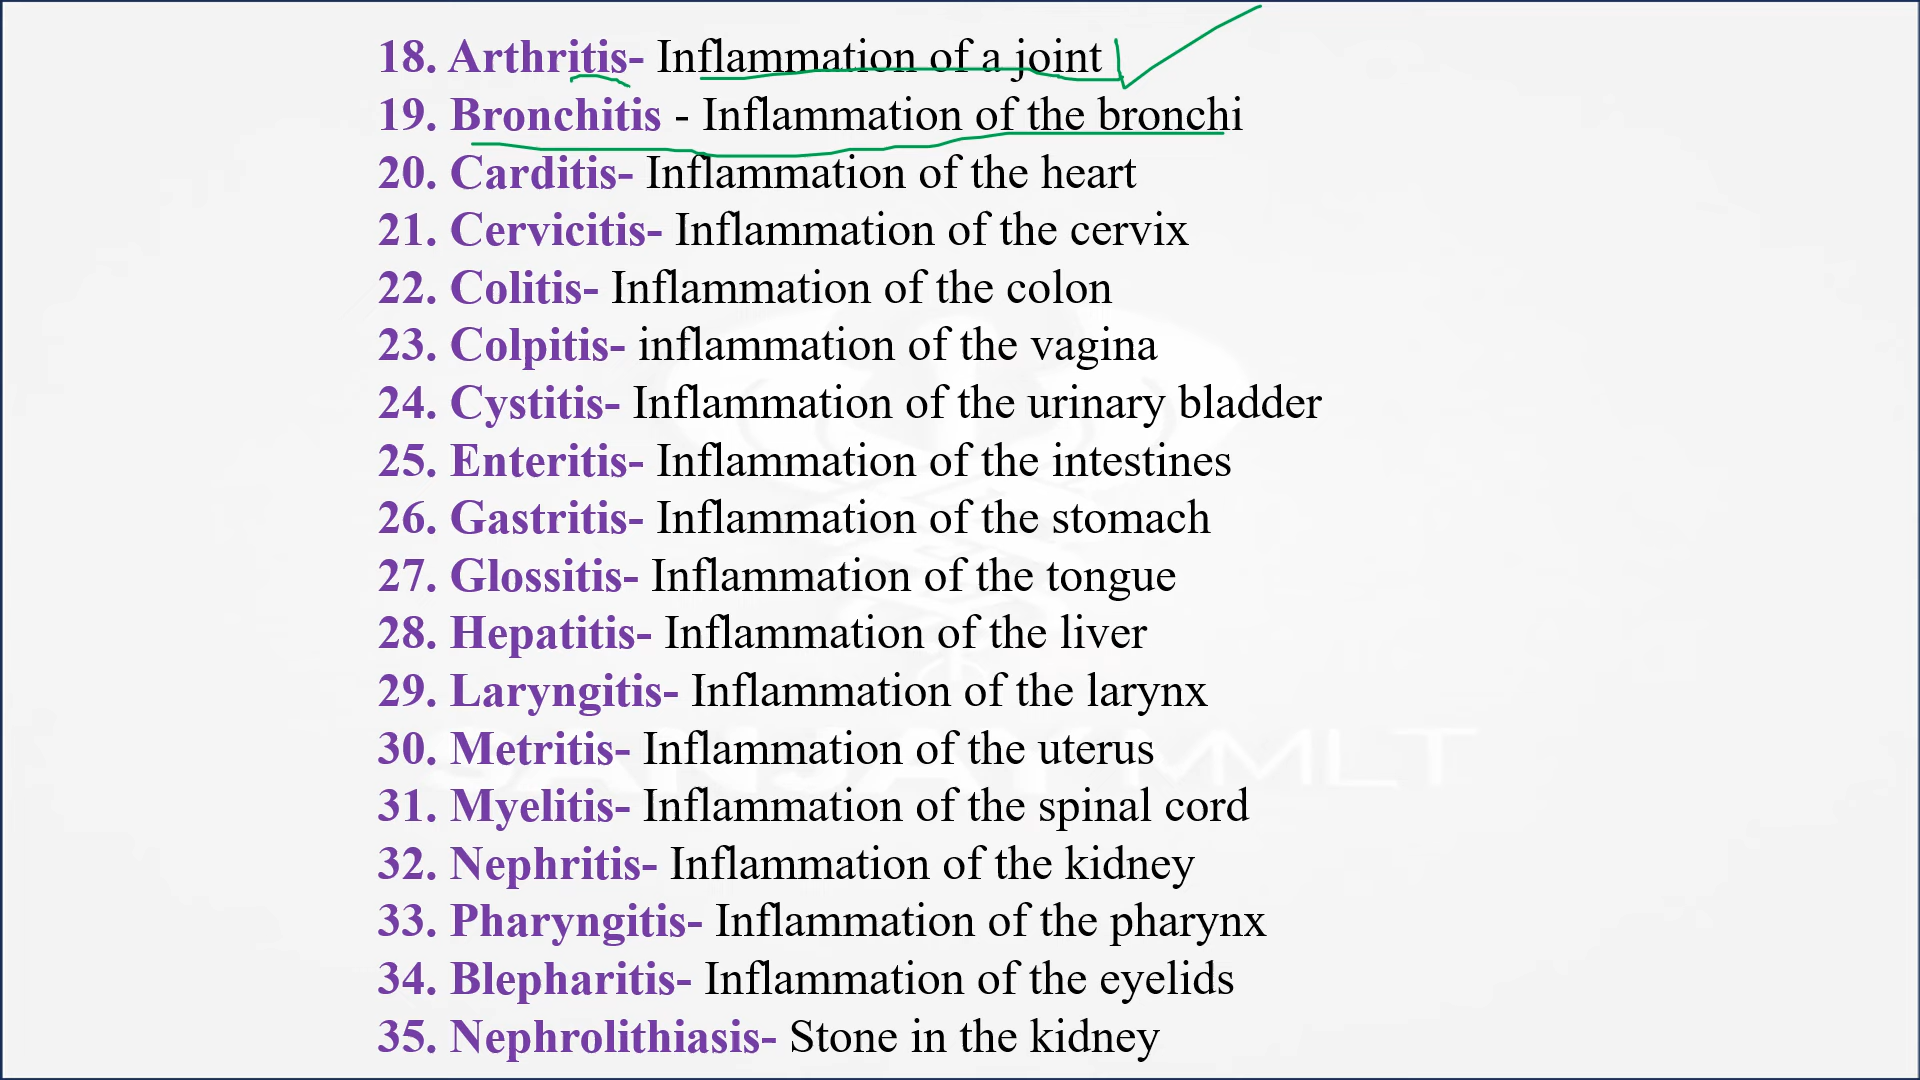 18. Arthritis- Inflammation of a joint
19. Bronchitis - Inflammation of the bronchi
20. Carditis- Inflammation of the heart
21. Cervicitis- Inflammation of the cervix
22. Colitis- Inflammation of the colon
23. Colpitis- inflammation of the vagina
24. Cystitis- Inflammation of the urinary bladder
25. Enteritis- Inflammation of the intestines
26. Gastritis- Inflammation of the stomach
27. Glossitis- Inflammation of the tongue
28. Hepatitis- Inflammation of the liver
29. Laryngitis- Inflammation of the larynx
30. Metritis- Inflammation of the uterus
SANJAY MMLT
31. Myelitis- Inflammation of the spinal cord
32. Nephritis- Inflammation of the kidney
33. Pharyngitis- Inflammation of the pharynx
34. Blepharitis- Inflammation of the eyelids
35. Nephrolithiasis- Stone in the kidney